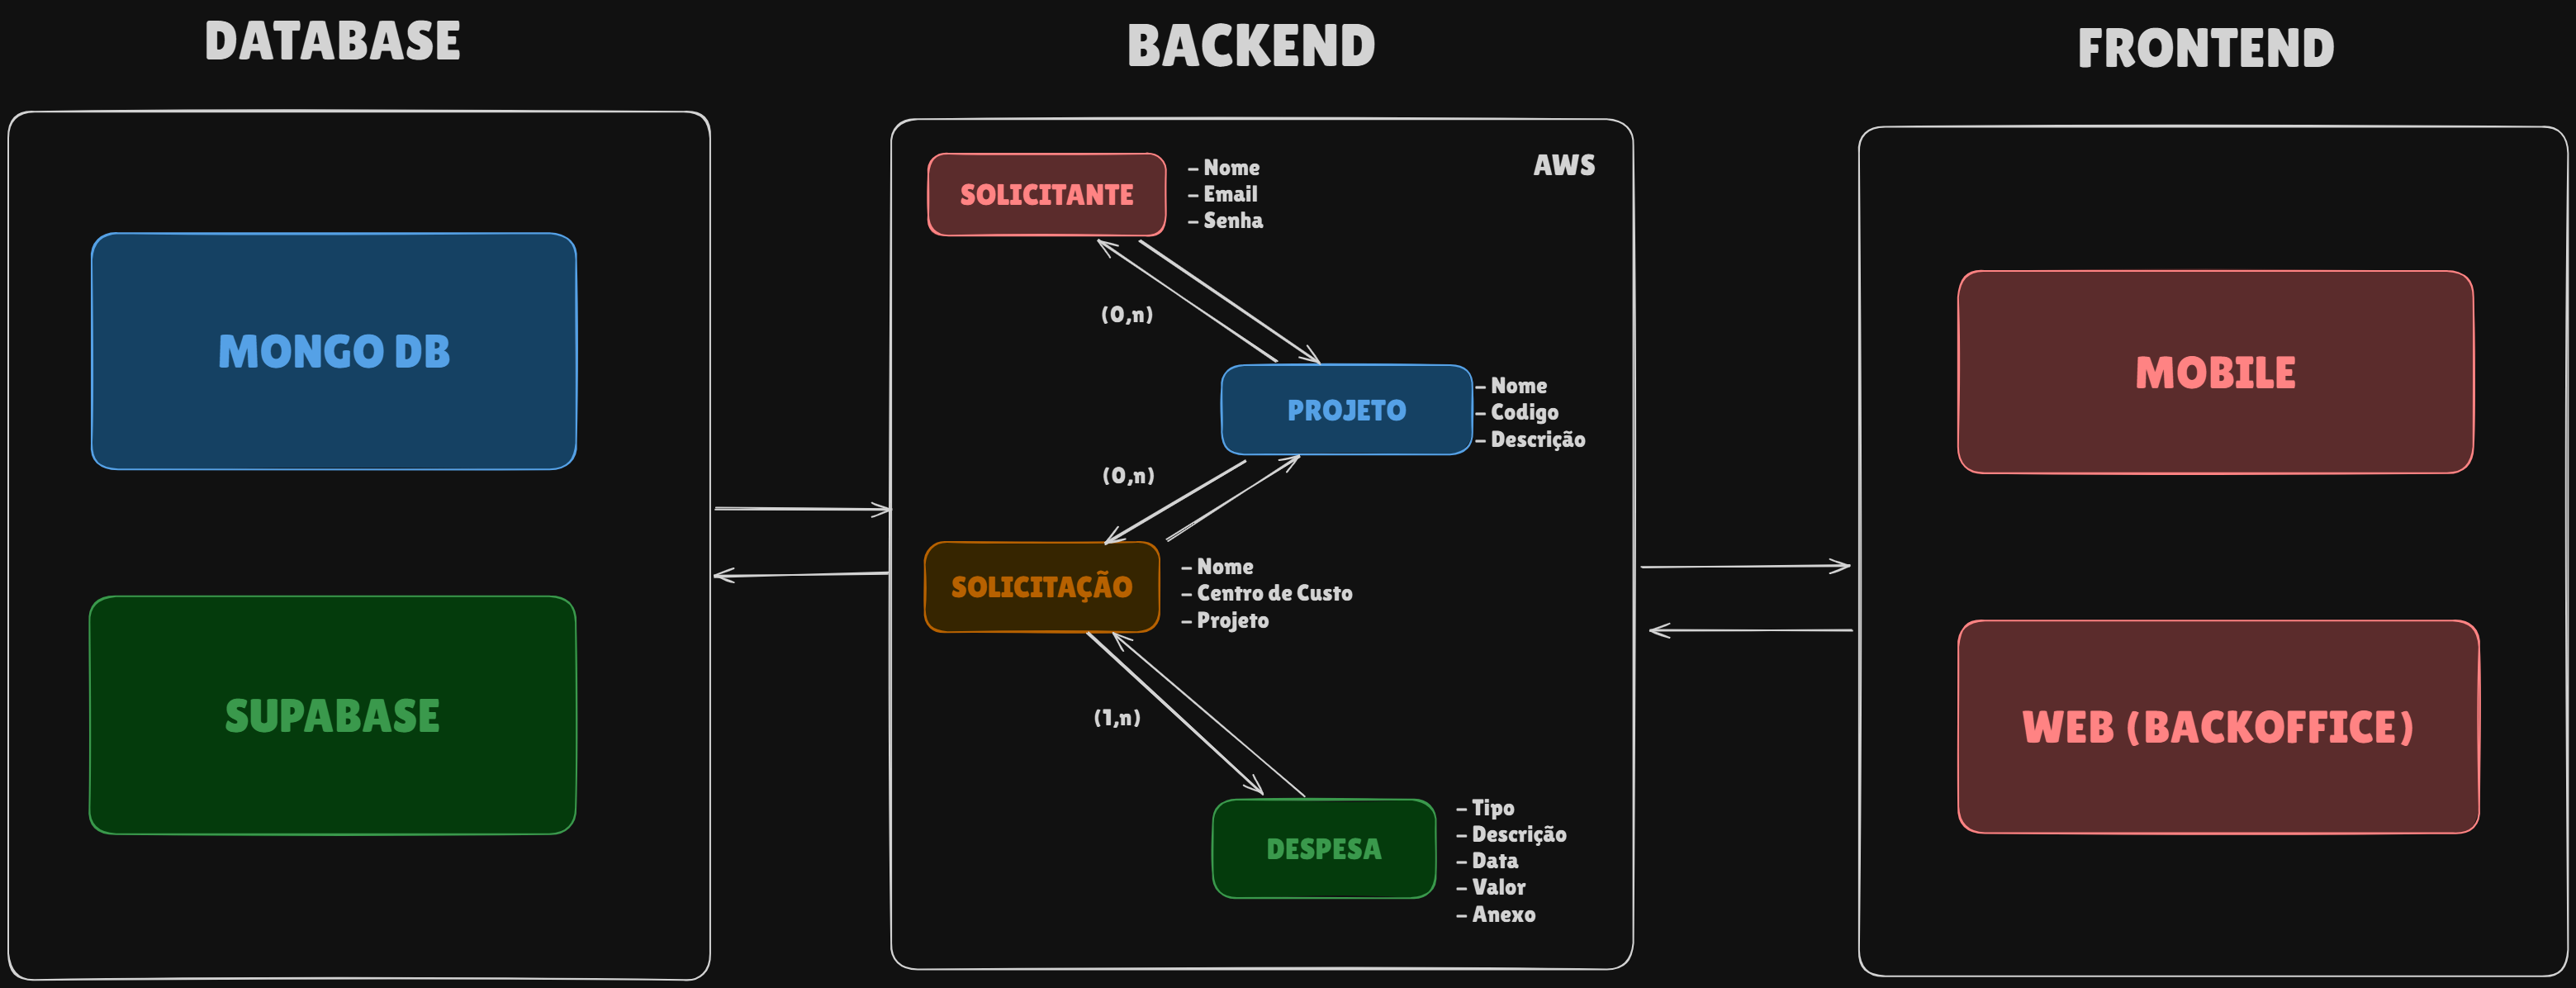 DATABASE
MONGO DB
SUPABASE
BACKEND
AWS
SOLICITANTE
– Nome
– Email
– Senha
(0,n)
PROJETO
– Nome
– Codigo
– Descrição
(0,n)
SOLICITAÇÃO
– Nome
– Centro de Custo
– Projeto
(1,n)
DESPESA
– Tipo
– Descrição
– Data
– Valor
– Anexo
FRONTEND
MOBILE
WEB (BACKOFFICE)